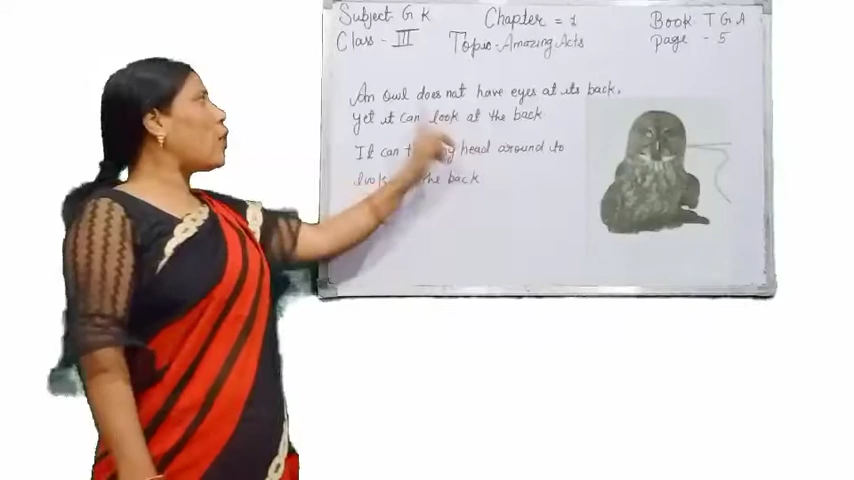 Subject- G K Chapter = 1 Book T G A
Class - III Topic- Amazing Acts page - 5
An owl does not have eyes at its back.
yet it can look at the back
It can head around to
the back